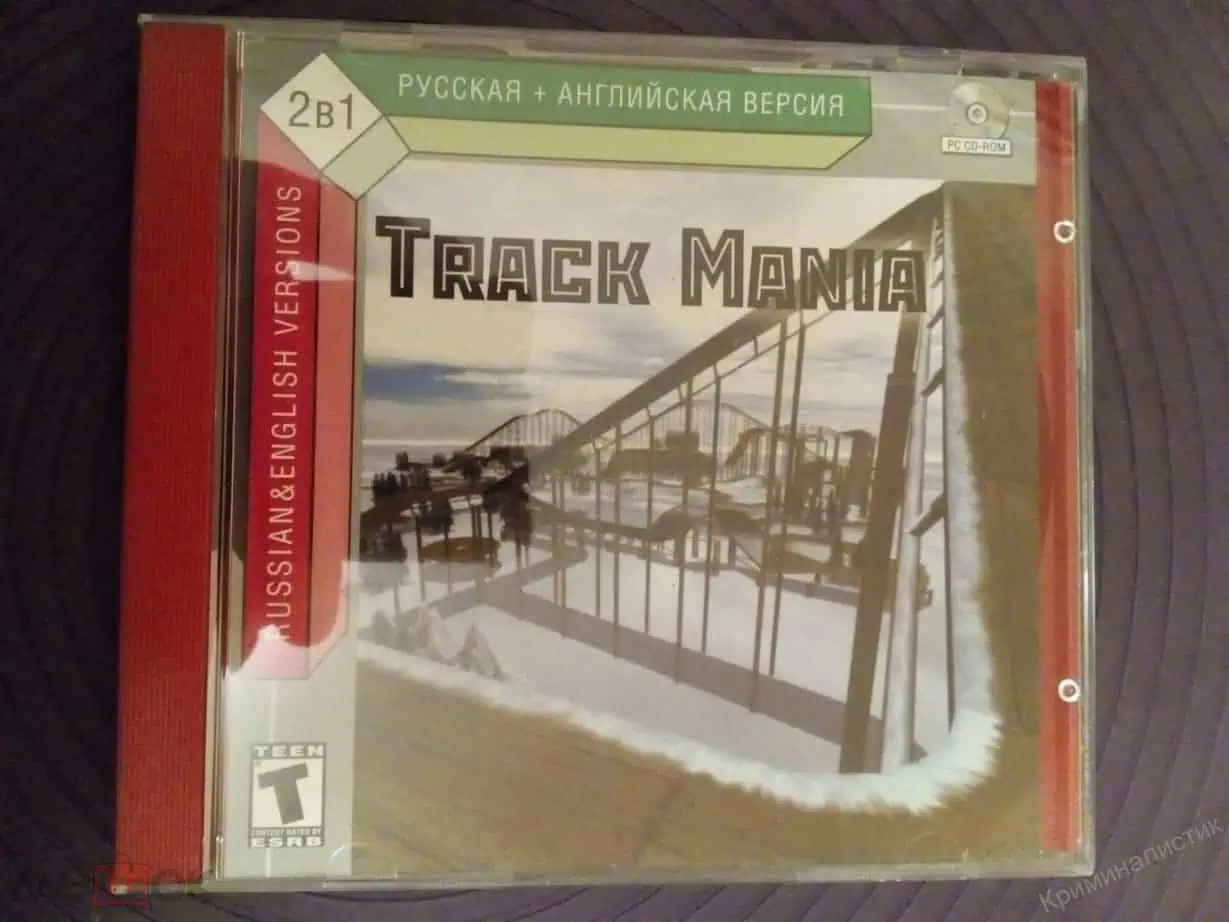 2в1
РУССКАЯ + АНГЛИЙСКАЯ ВЕРСИЯ
PC CD-ROM
RUSSIAN&ENGLISH VERSIONS
TRACK MANIA
TEEN
T
CONTENT RATED BY
ESRB
Криминалистик